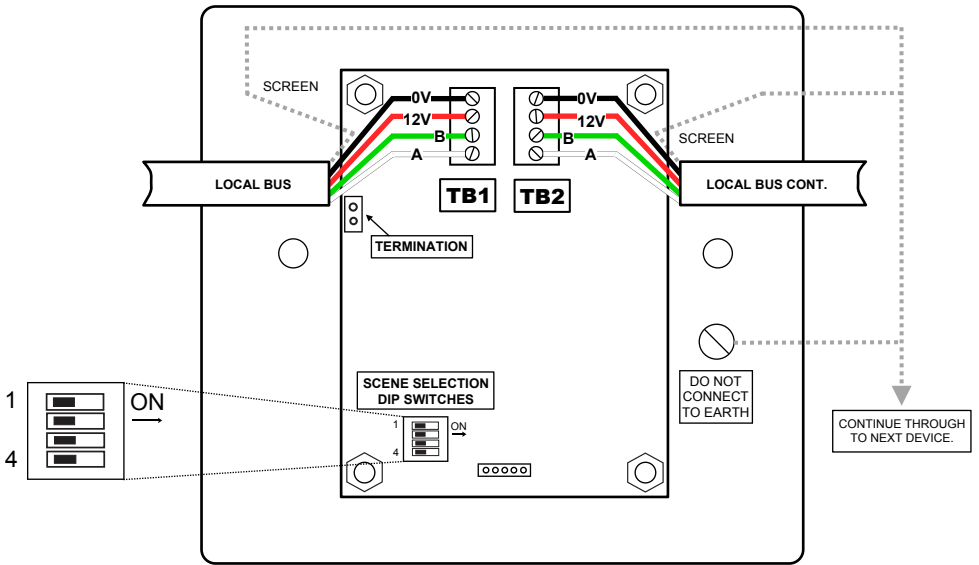 SCREEN
0V
12V
B
A
0V
12V
B
A
SCREEN
LOCAL BUS
TB1
TB2
LOCAL BUS CONT.
TERMINATION
DO NOT
CONNECT
TO EARTH
SCENE SELECTION
DIP SWITCHES
1
ON
4
1
ON
4
CONTINUE THROUGH
TO NEXT DEVICE.